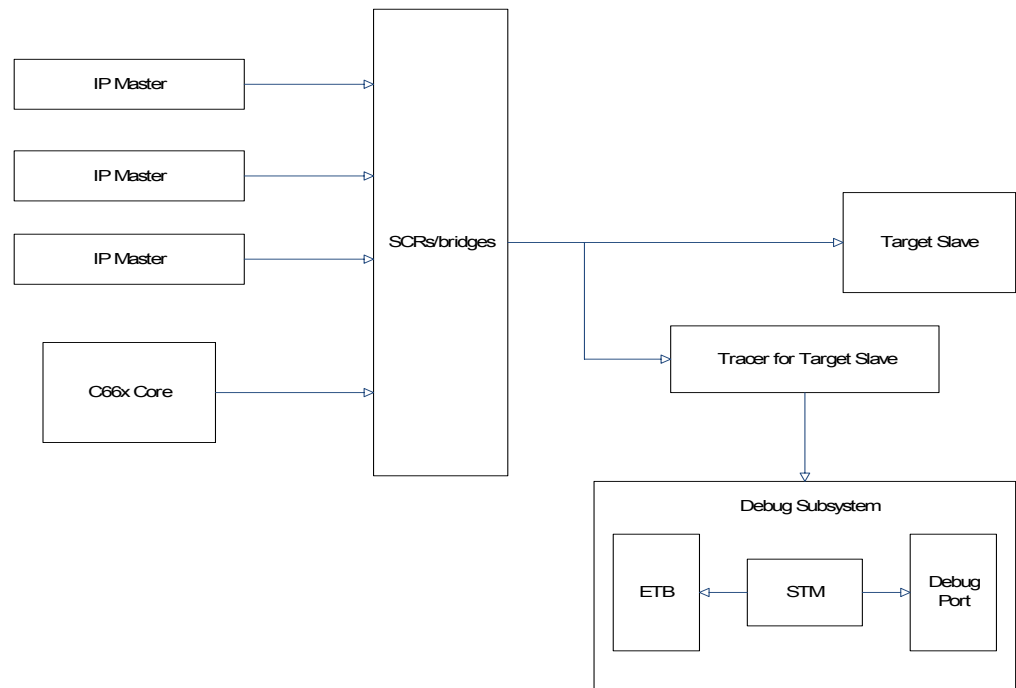 IP Master
IP Master
IP Master
C66x Core
SCRs/bridges
Target Slave
Tracer for Target Slave
Debug Subsystem
ETB
STM
Debug
Port